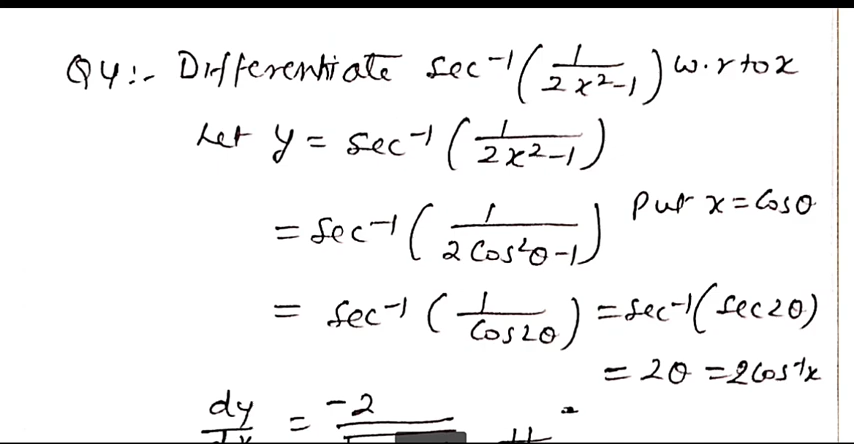 Q4:- Differentiate sec⁻¹(1/(2x²-1)) w.r to x
Let y = sec⁻¹(1/(2x²-1))
= sec⁻¹(1/(2Cos²θ-1)) Put x = Cosθ
= sec⁻¹(1/Cos2θ) = sec⁻¹(sec2θ)
= 2θ = 2Cos⁻¹x
dy/dx = -2